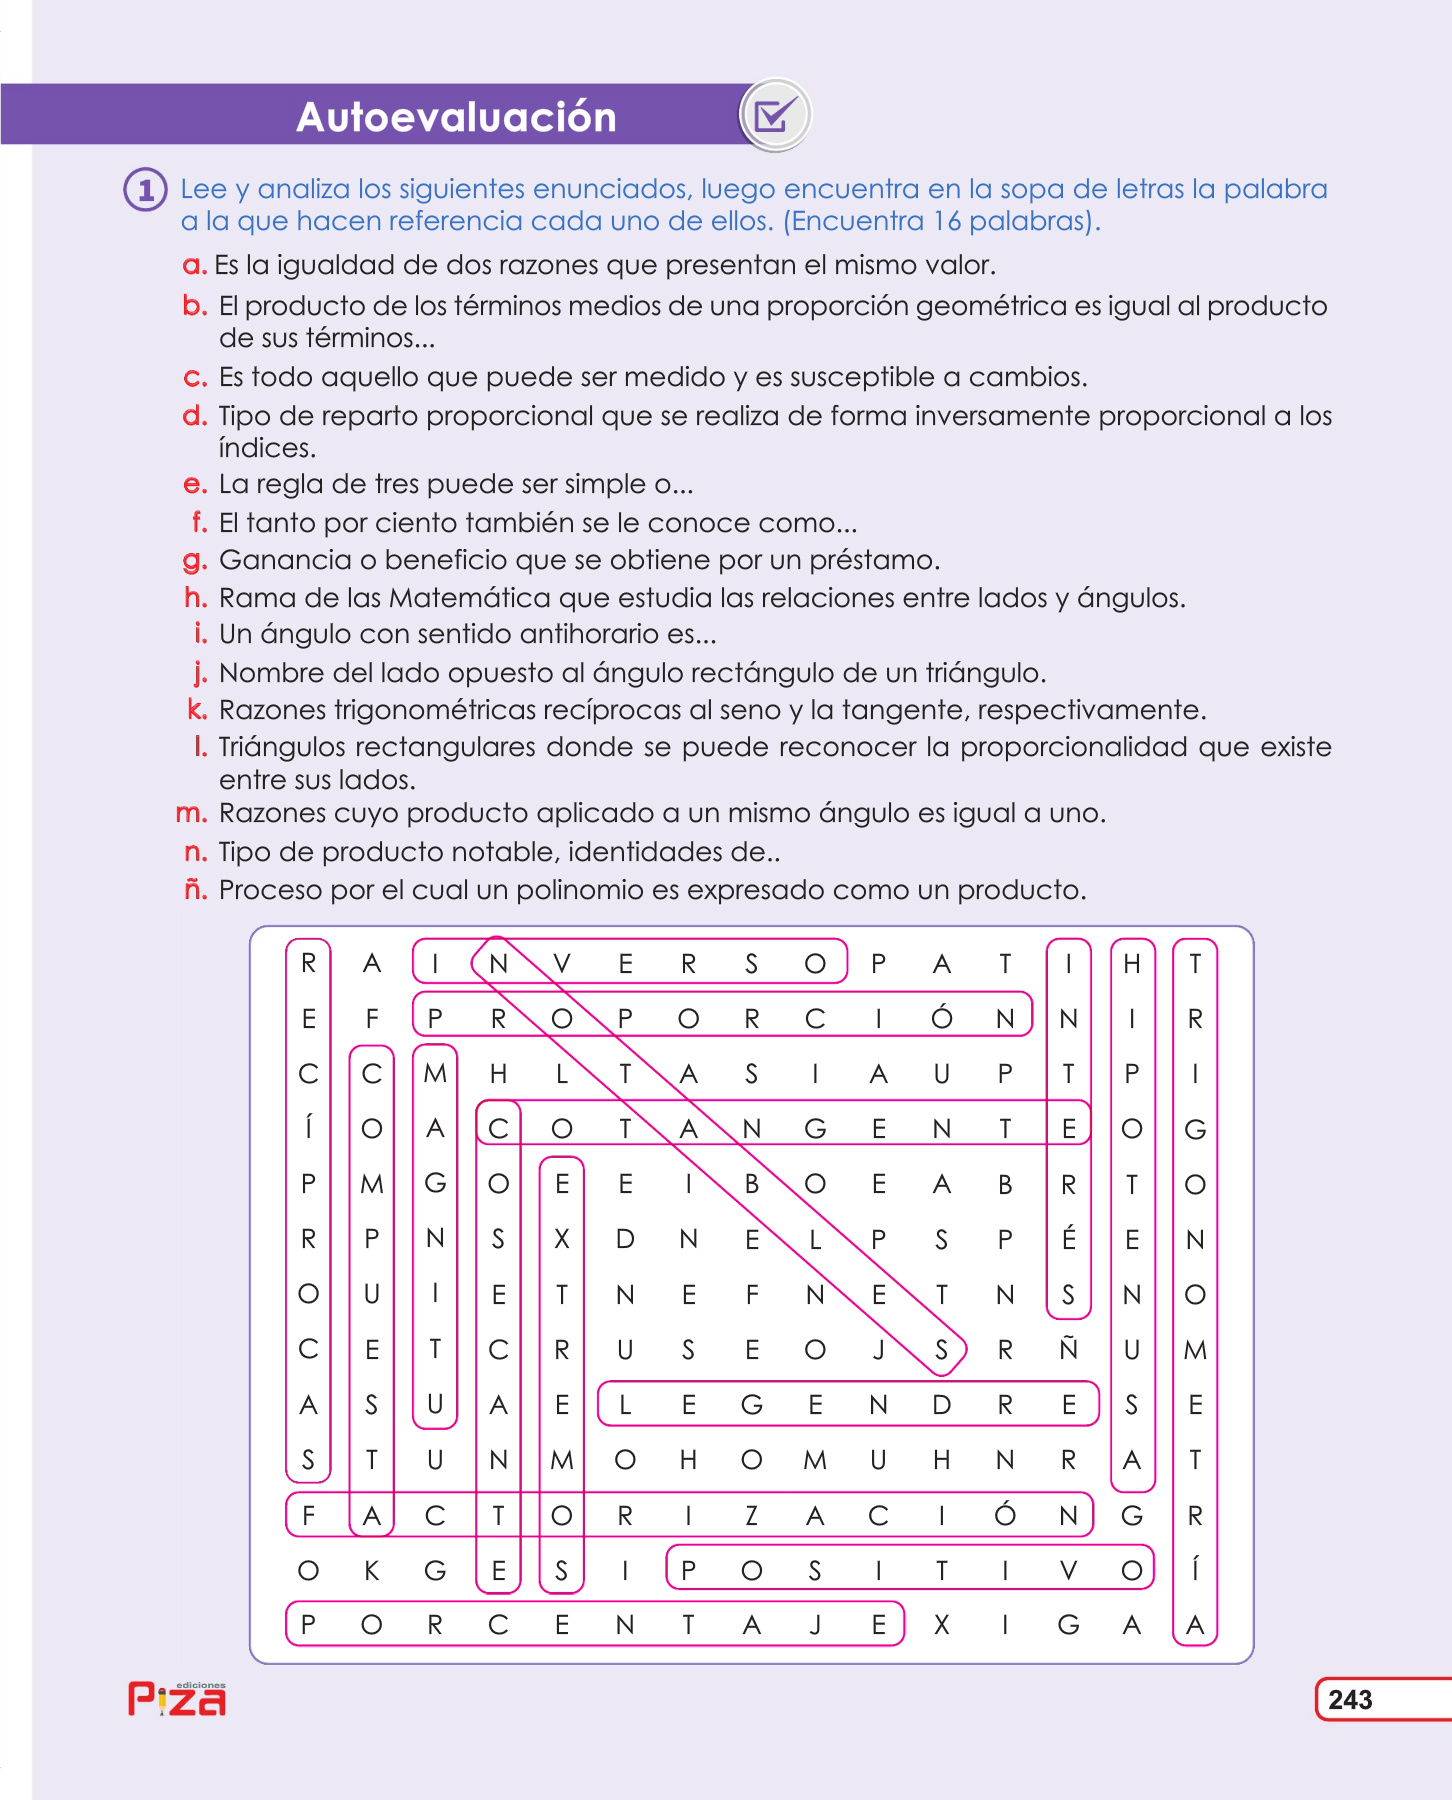 Autoevaluación
1 Lee y analiza los siguientes enunciados, luego encuentra en la sopa de letras la palabra
a la que hacen referencia cada uno de ellos. (Encuentra 16 palabras).
a. Es la igualdad de dos razones que presentan el mismo valor.
b. El producto de los términos medios de una proporción geométrica es igual al producto
de sus términos...
c. Es todo aquello que puede ser medido y es susceptible a cambios.
d. Tipo de reparto proporcional que se realiza de forma inversamente proporcional a los
índices.
e. La regla de tres puede ser simple o...
f. El tanto por ciento también se le conoce como...
g. Ganancia o beneficio que se obtiene por un préstamo.
h. Rama de las Matemática que estudia las relaciones entre lados y ángulos.
i. Un ángulo con sentido antihorario es...
j. Nombre del lado opuesto al ángulo rectángulo de un triángulo.
k. Razones trigonométricas recíprocas al seno y la tangente, respectivamente.
l. Triángulos rectangulares donde se puede reconocer la proporcionalidad que existe
entre sus lados.
m. Razones cuyo producto aplicado a un mismo ángulo es igual a uno.
n. Tipo de producto notable, identidades de..
ñ. Proceso por el cual un polinomio es expresado como un producto.
R A I N V E R S O P A T I H T
E F P R O P O R C I Ó N N I R
C C M H L T A S I A U P T P I
Í O A C O T A N G E N T E O G
P M G O E E I B O E A B R T O
R P N S X D N E L P S P É E N
O U I E T N E F N E T N S N O
C E T C R U S E O J S R Ñ U M
A S U A E L E G E N D R E S E
S T U N M O H O M U H N R A T
F A C T O R I Z A C I Ó N G R
O K G E S I P O S I T I V O Í
P O R C E N T A J E X I G A A
ediciones
Piza
243